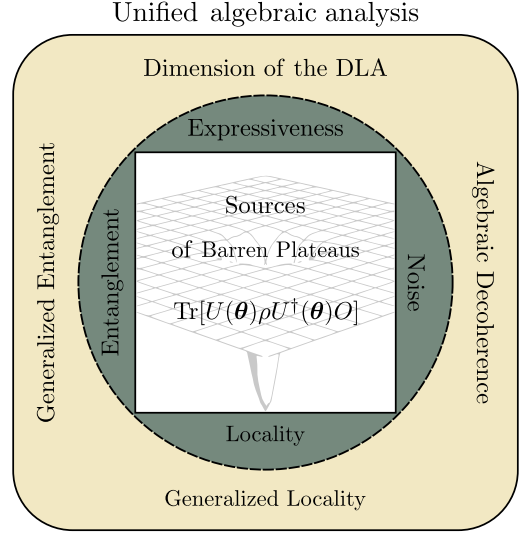 Unified algebraic analysis
Dimension of the DLA
Expressiveness
Generalized Entanglement
Entanglement
Sources
of Barren Plateaus
Tr[U(𝜽)ρU†(𝜽)O]
Noise
Algebraic Decoherence
Locality
Generalized Locality